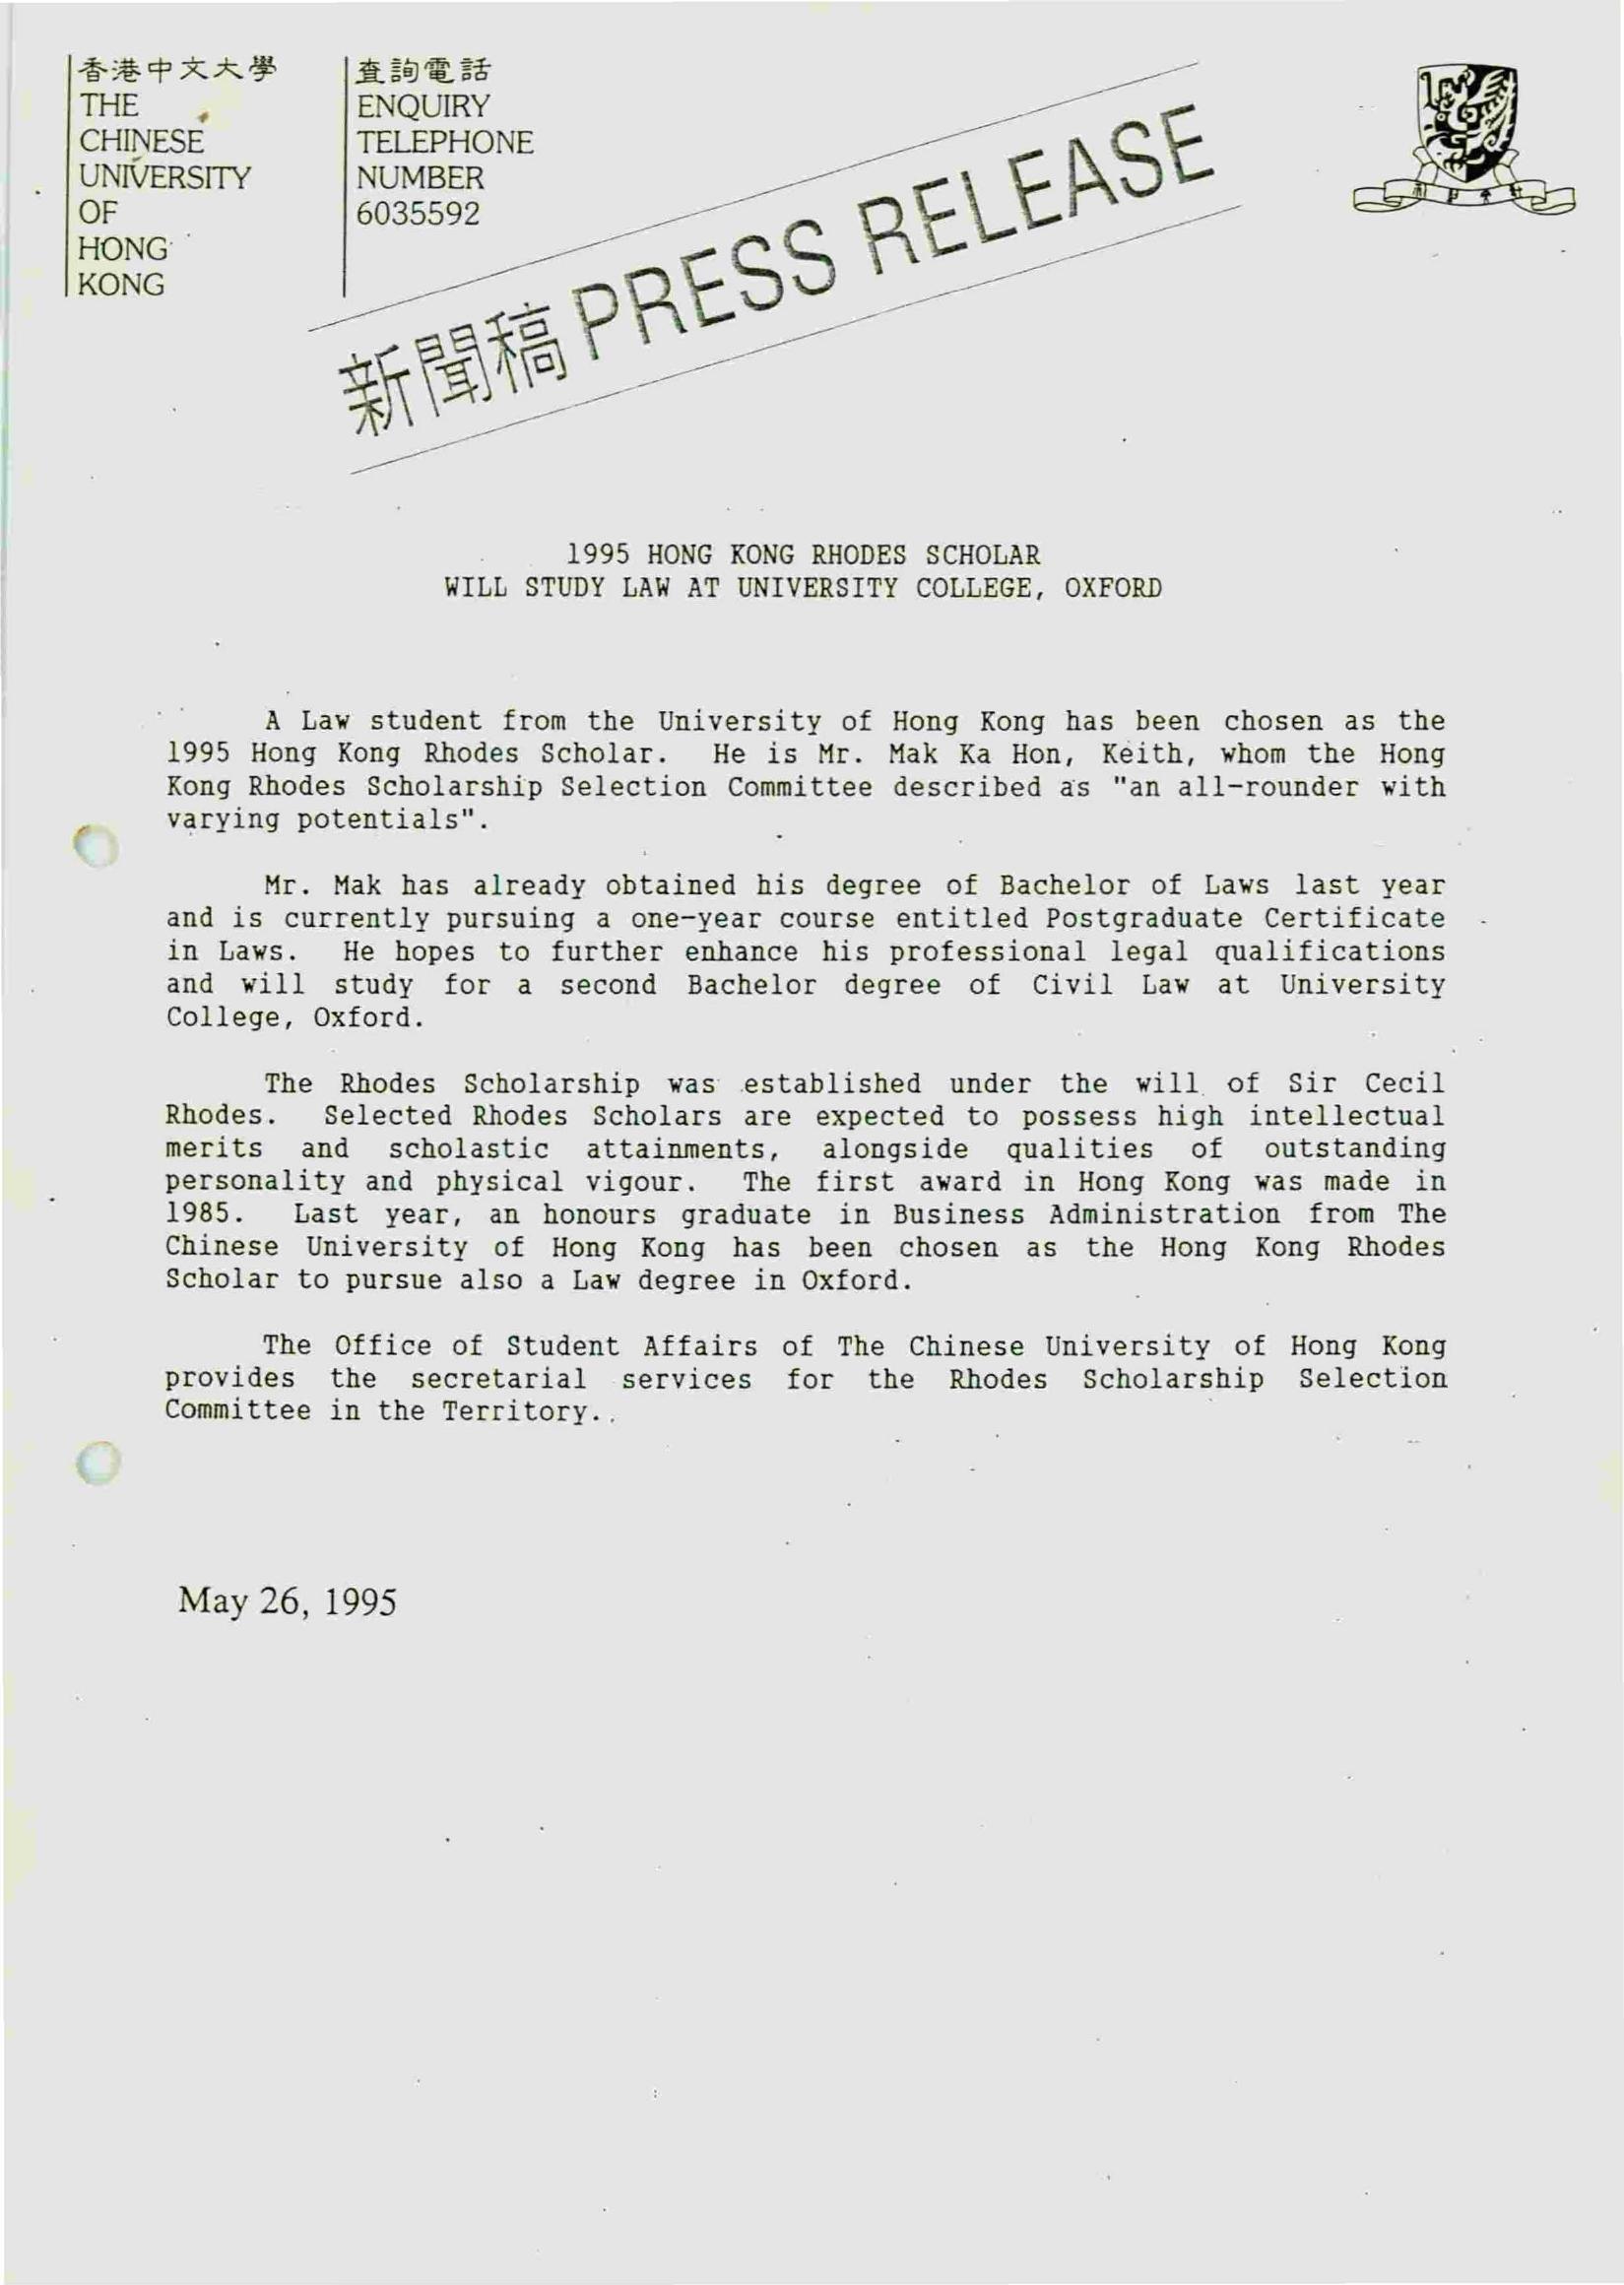 香港中文大學
THE
CHINESE
UNIVERSITY
OF
HONG
KONG
查詢電話
ENQUIRY
TELEPHONE
NUMBER
6035592
新聞稿 PRESS RELEASE
1995 HONG KONG RHODES SCHOLAR
WILL STUDY LAW AT UNIVERSITY COLLEGE, OXFORD
A Law student from the University of Hong Kong has been chosen as the
1995 Hong Kong Rhodes Scholar. He is Mr. Mak Ka Hon, Keith, whom the Hong
Kong Rhodes Scholarship Selection Committee described as "an all-rounder with
varying potentials".
Mr. Mak has already obtained his degree of Bachelor of Laws last year
and is currently pursuing a one-year course entitled Postgraduate Certificate
in Laws. He hopes to further enhance his professional legal qualifications
and will study for a second Bachelor degree of Civil Law at University
College, Oxford.
The Rhodes Scholarship was established under the will of Sir Cecil
Rhodes. Selected Rhodes Scholars are expected to possess high intellectual
merits and scholastic attainments, alongside qualities of outstanding
personality and physical vigour. The first award in Hong Kong was made in
1985. Last year, an honours graduate in Business Administration from The
Chinese University of Hong Kong has been chosen as the Hong Kong Rhodes
Scholar to pursue also a Law degree in Oxford.
The Office of Student Affairs of The Chinese University of Hong Kong
provides the secretarial services for the Rhodes Scholarship Selection
Committee in the Territory.
May 26, 1995